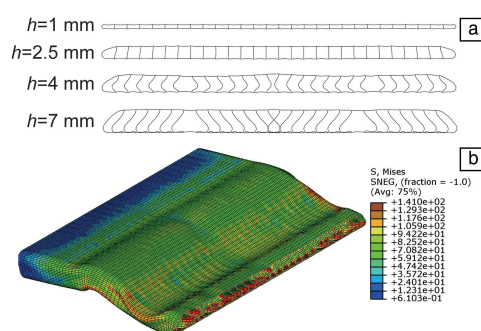 h=1 mm
a
h=2.5 mm
h=4 mm
h=7 mm
b
S, Mises
SNEG, (fraction = -1.0)
(Avg: 75%)
+1.410e+02
+1.293e+02
+1.176e+02
+1.059e+02
+9.422e+01
+8.252e+01
+7.082e+01
+5.912e+01
+4.742e+01
+3.572e+01
+2.401e+01
+1.231e+01
+6.103e-01